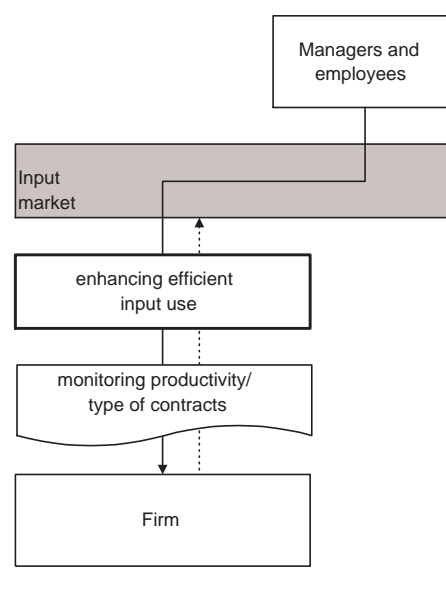 Managers and
employees
Input
market
enhancing efficient
input use
monitoring productivity/
type of contracts
Firm